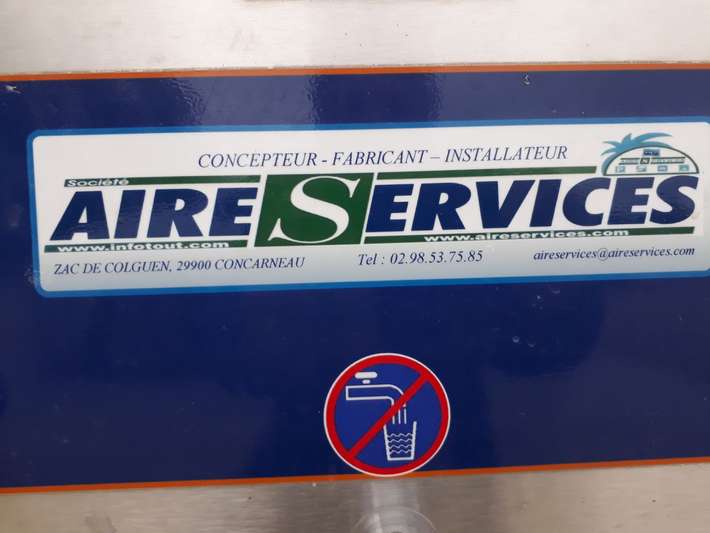 CONCEPTEUR - FABRICANT – INSTALLATEUR
Société
AIRE SERVICES
www.infotout.com www.aireservices.com
ZAC DE COLGUEN, 29900 CONCARNEAU Tel : 02.98.53.75.85 aireservices@aireservices.com